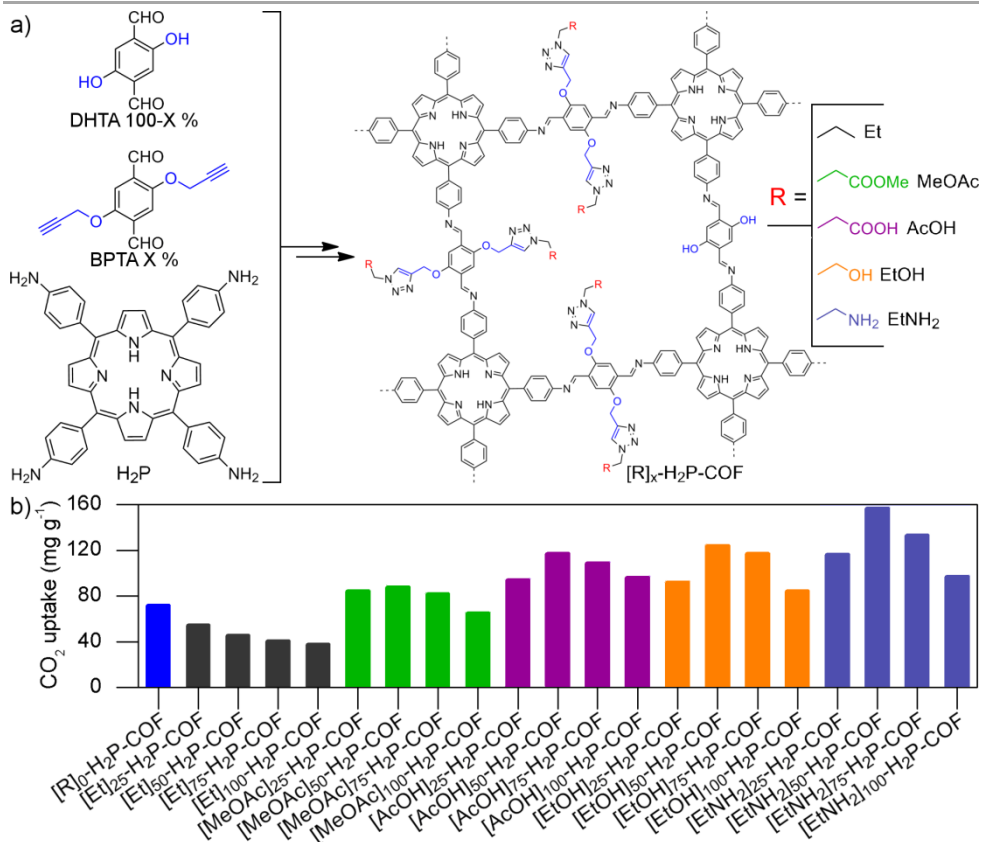 a)
CHO
OH
HO
CHO
DHTA 100-X %
CHO
O
O
CHO
BPTA X %
NH₂
H₂N
N
H
N
N
H
N
H₂N
NH₂
H₂P
[R]ₓ-H₂P-COF
R =
Et
COOMe MeOAc
COOH AcOH
OH EtOH
NH₂ EtNH₂
b)
CO₂ uptake (mg g⁻¹)
160
120
80
40
0
[R]₀-H₂P-COF
[Et]₂₅-H₂P-COF
[Et]₅₀-H₂P-COF
[Et]₇₅-H₂P-COF
[Et]₁₀₀-H₂P-COF
[MeOAc]₂₅-H₂P-COF
[MeOAc]₅₀-H₂P-COF
[MeOAc]₇₅-H₂P-COF
[MeOAc]₁₀₀-H₂P-COF
[AcOH]₂₅-H₂P-COF
[AcOH]₅₀-H₂P-COF
[AcOH]₇₅-H₂P-COF
[AcOH]₁₀₀-H₂P-COF
[EtOH]₂₅-H₂P-COF
[EtOH]₅₀-H₂P-COF
[EtOH]₇₅-H₂P-COF
[EtOH]₁₀₀-H₂P-COF
[EtNH₂]₂₅-H₂P-COF
[EtNH₂]₅₀-H₂P-COF
[EtNH₂]₇₅-H₂P-COF
[EtNH₂]₁₀₀-H₂P-COF